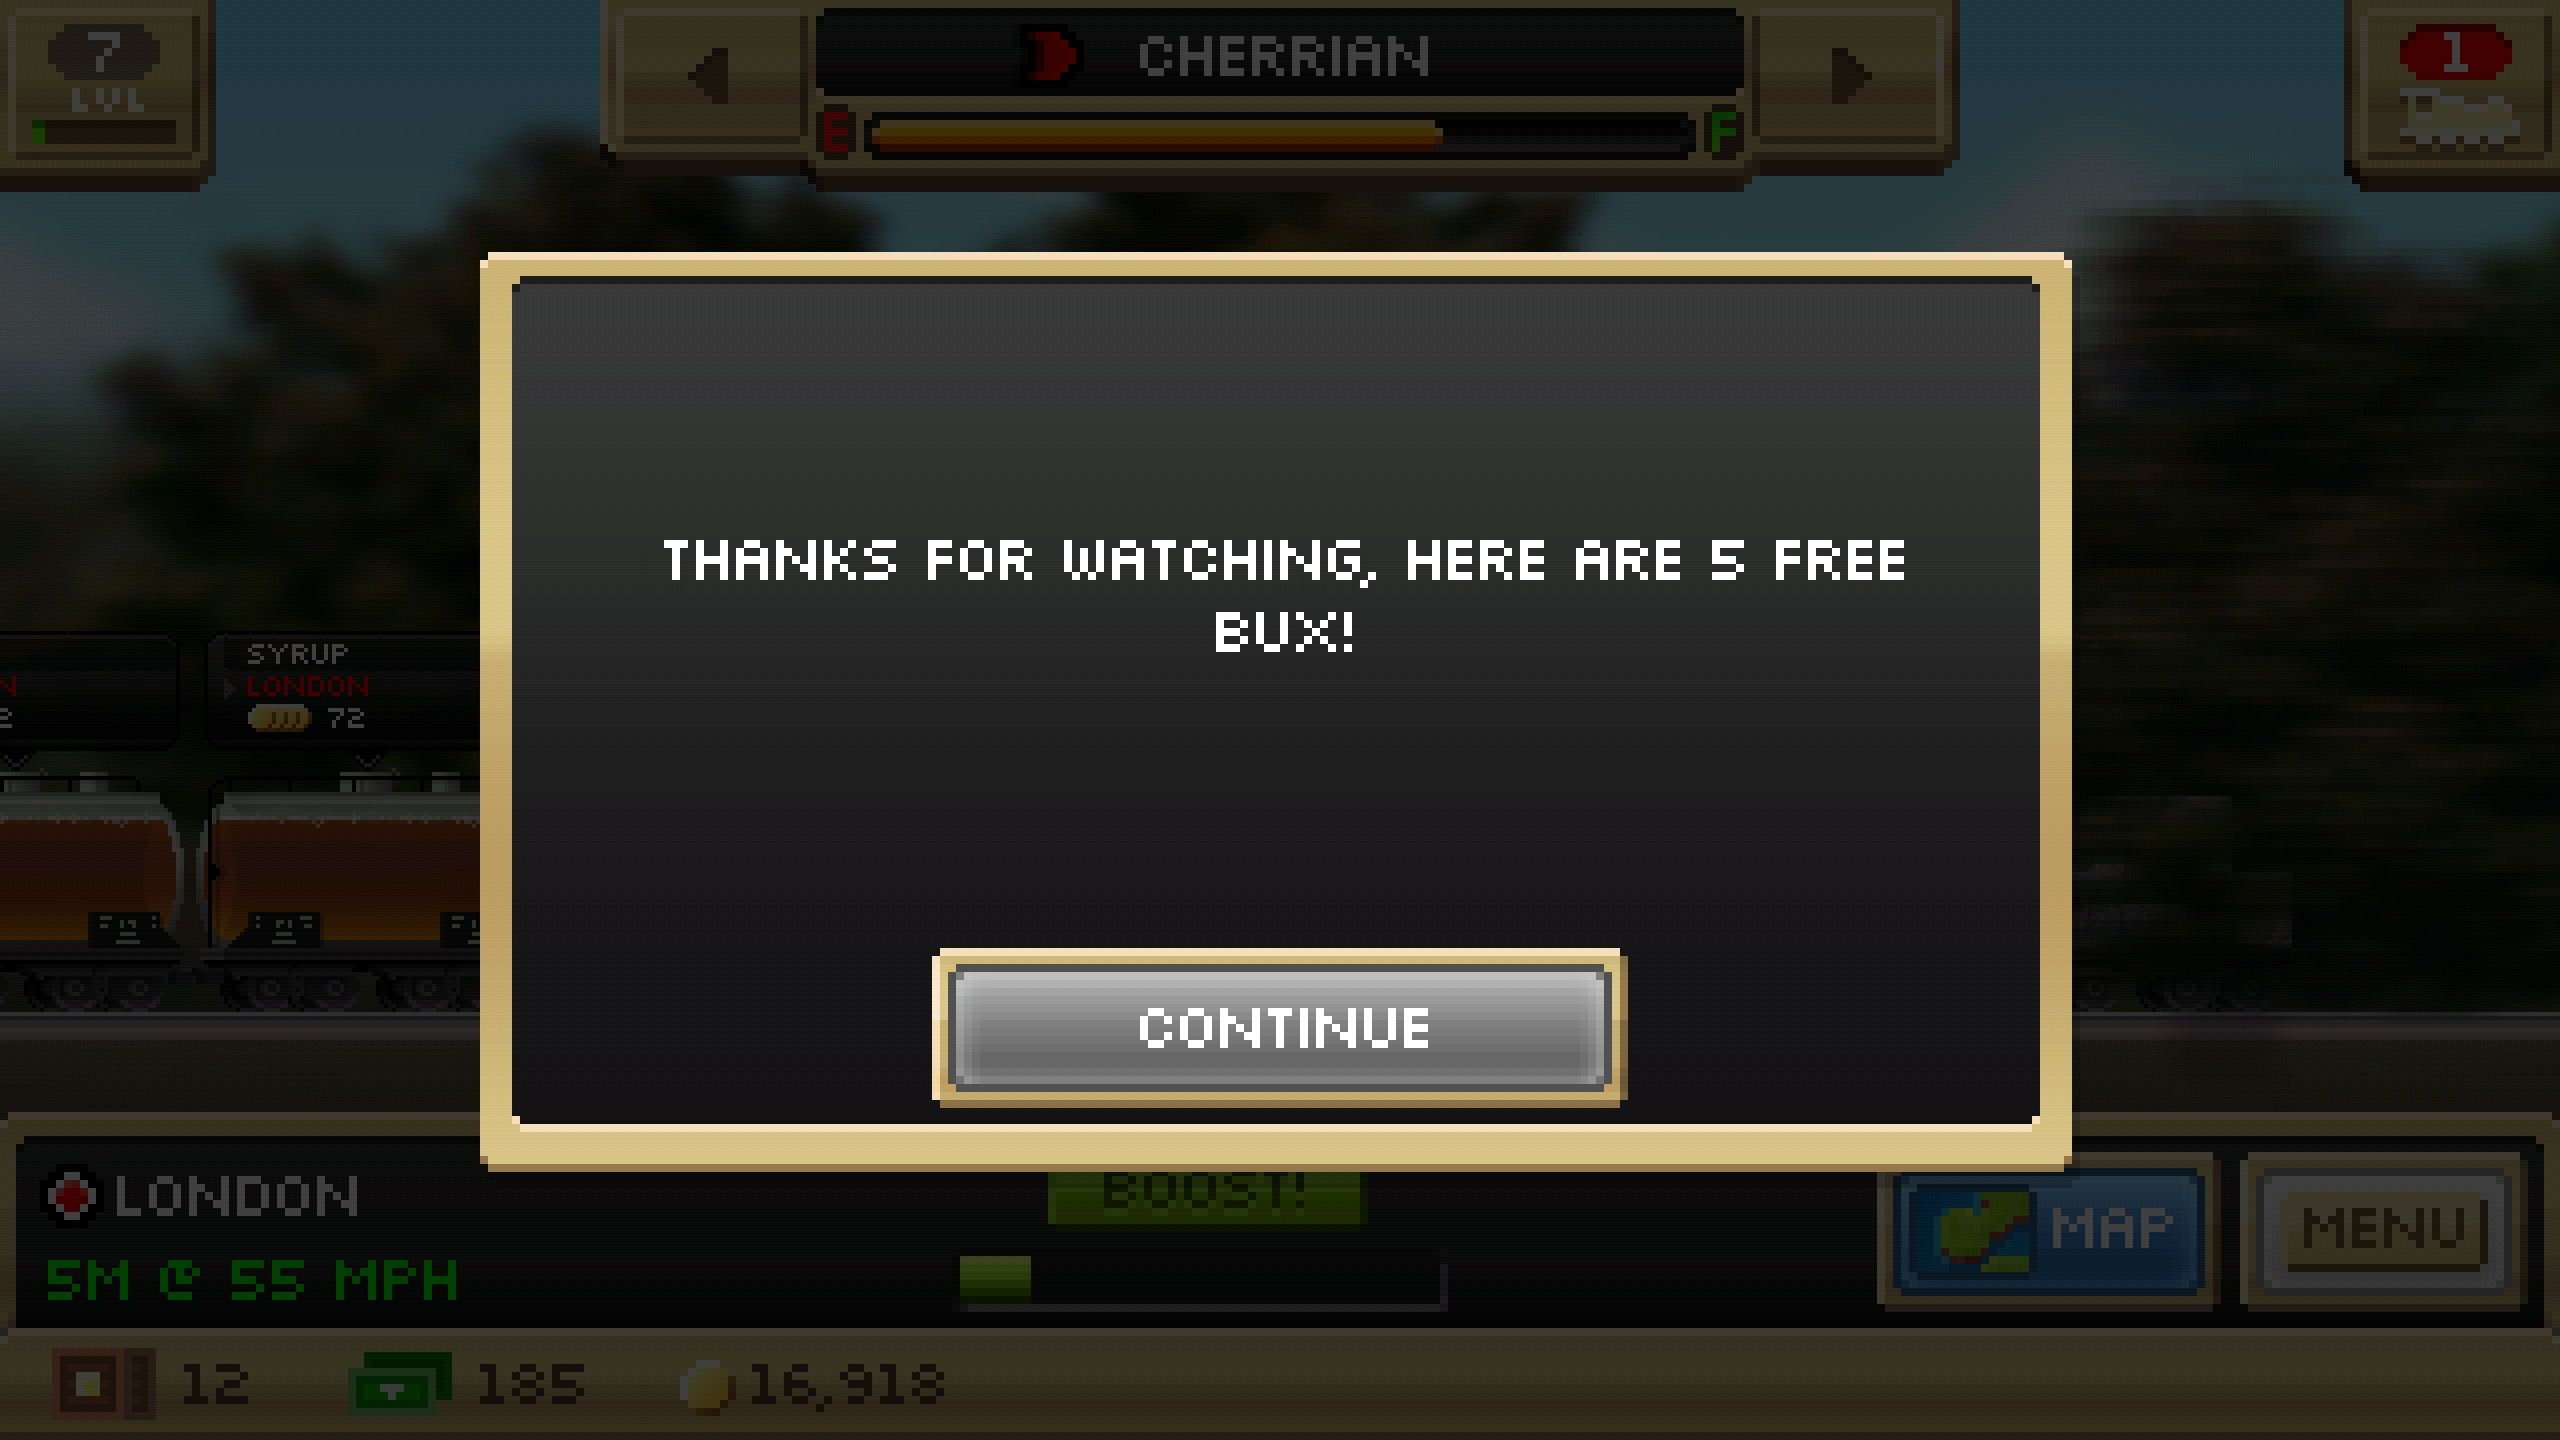 7
LVL
CHERRIAN
E
F
1
THANKS FOR WATCHING, HERE ARE 5 FREE
BUX!
N
2
SYRUP
LONDON
72
CONTINUE
LONDON
5M @ 55 MPH
BOOST!
MAP
MENU
12
185
16,918